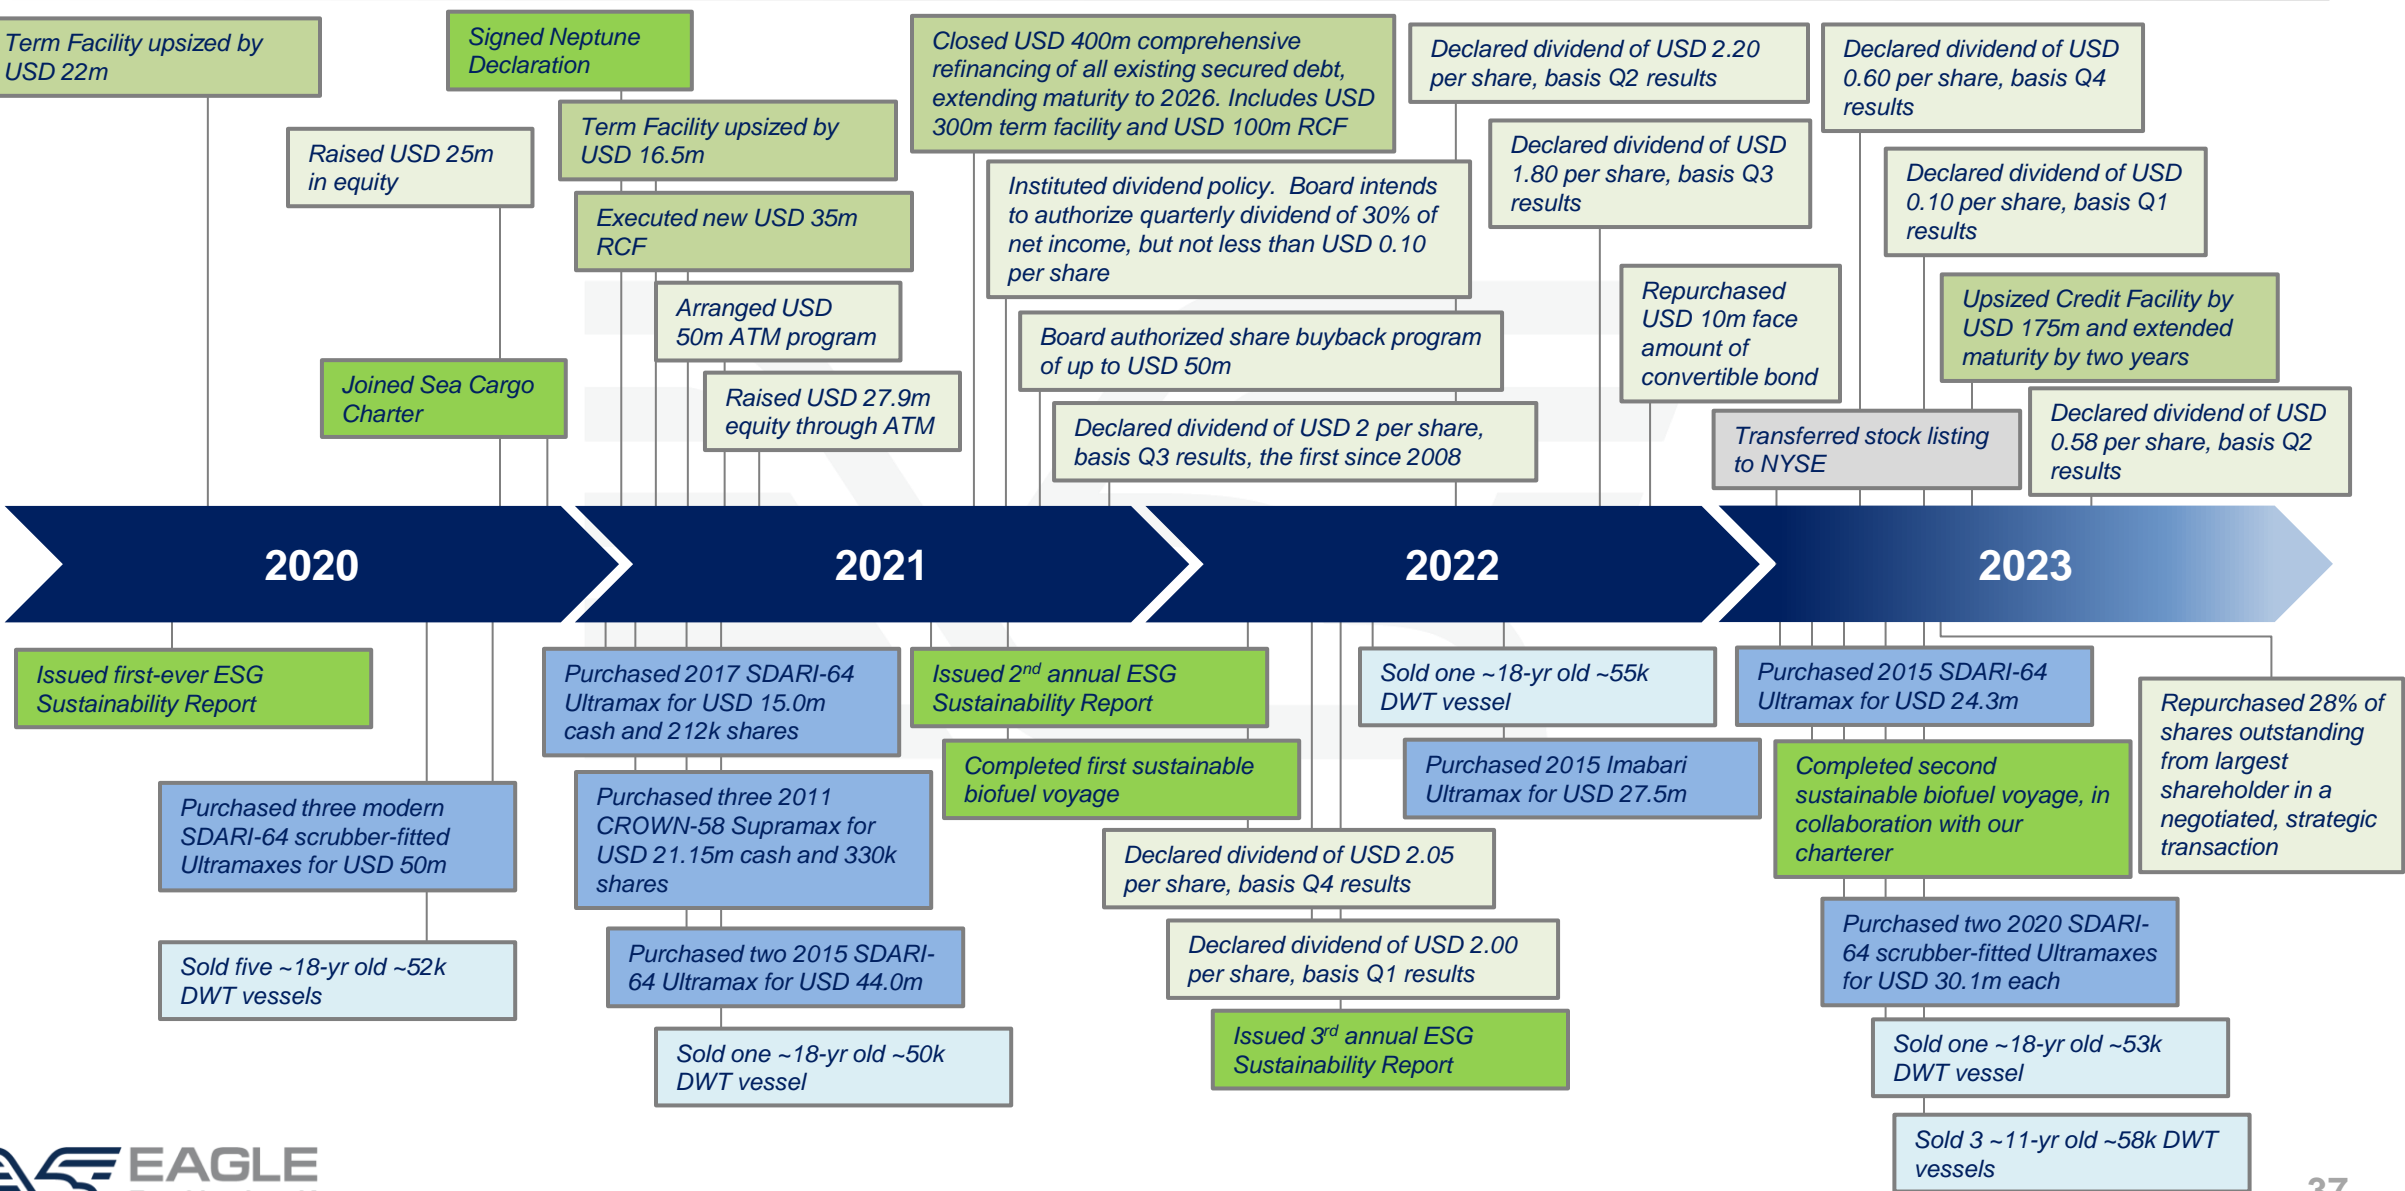 Term Facility upsized by
USD 22m
Signed Neptune
Declaration
Raised USD 25m
in equity
Term Facility upsized by
USD 16.5m
Executed new USD 35m
RCF
Arranged USD
50m ATM program
Joined Sea Cargo
Charter
Raised USD 27.9m
equity through ATM
Closed USD 400m comprehensive
refinancing of all existing secured debt,
extending maturity to 2026. Includes USD
300m term facility and USD 100m RCF
Instituted dividend policy. Board intends
to authorize quarterly dividend of 30% of
net income, but not less than USD 0.10
per share
Board authorized share buyback program
of up to USD 50m
Declared dividend of USD 2 per share,
basis Q3 results, the first since 2008
Declared dividend of USD 2.20
per share, basis Q2 results
Declared dividend of USD
1.80 per share, basis Q3
results
Repurchased
USD 10m face
amount of
convertible bond
Transferred stock listing
to NYSE
Declared dividend of USD
0.60 per share, basis Q4
results
Declared dividend of USD
0.10 per share, basis Q1
results
Upsized Credit Facility by
USD 175m and extended
maturity by two years
Declared dividend of USD
0.58 per share, basis Q2
results
2020
2021
2022
2023
Issued first-ever ESG
Sustainability Report
Purchased three modern
SDARI-64 scrubber-fitted
Ultramaxes for USD 50m
Sold five ~18-yr old ~52k
DWT vessels
Purchased 2017 SDARI-64
Ultramax for USD 15.0m
cash and 212k shares
Purchased three 2011
CROWN-58 Supramax for
USD 21.15m cash and 330k
shares
Purchased two 2015 SDARI-
64 Ultramax for USD 44.0m
Sold one ~18-yr old ~50k
DWT vessel
Issued 2nd annual ESG
Sustainability Report
Completed first sustainable
biofuel voyage
Declared dividend of USD 2.05
per share, basis Q4 results
Declared dividend of USD 2.00
per share, basis Q1 results
Issued 3rd annual ESG
Sustainability Report
Sold one ~18-yr old ~55k
DWT vessel
Purchased 2015 Imabari
Ultramax for USD 27.5m
Purchased 2015 SDARI-64
Ultramax for USD 24.3m
Completed second
sustainable biofuel voyage, in
collaboration with our
charterer
Purchased two 2020 SDARI-
64 scrubber-fitted Ultramaxes
for USD 30.1m each
Sold one ~18-yr old ~53k
DWT vessel
Sold 3 ~11-yr old ~58k DWT
vessels
Repurchased 28% of
shares outstanding
from largest
shareholder in a
negotiated, strategic
transaction
EAGLE
37